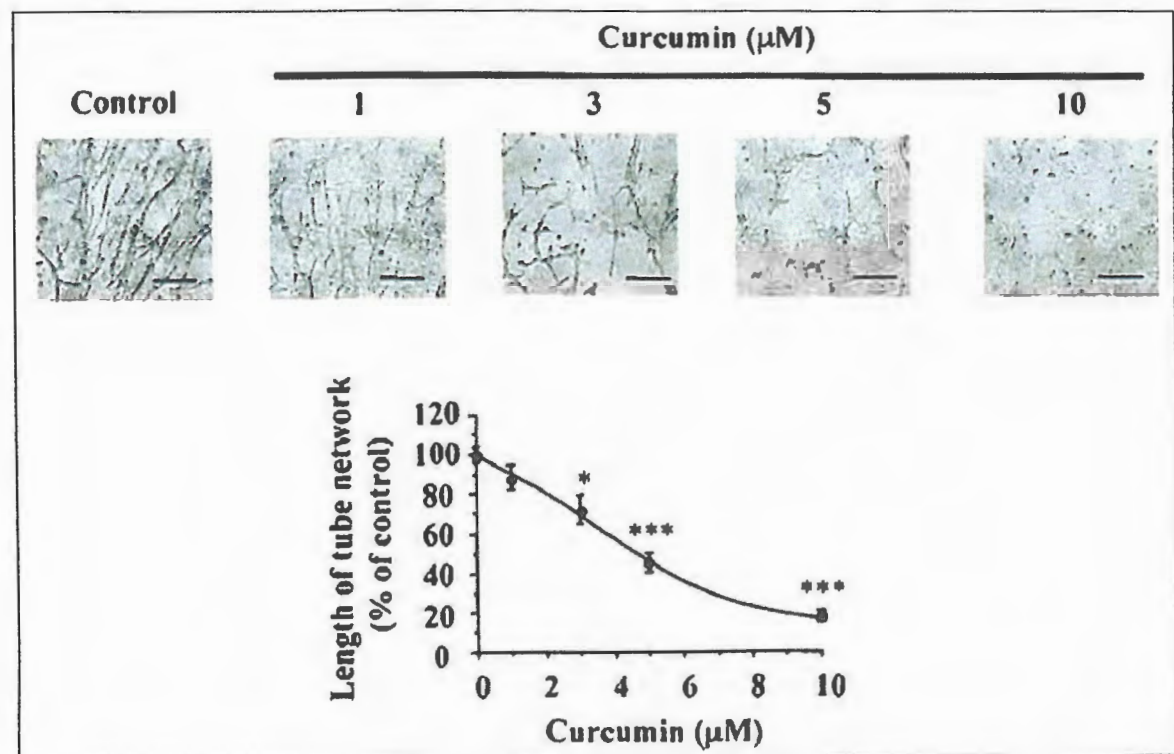 Curcumin (μM)
Control 1 3 5 10
Length of tube network
(% of control)
120
100
80
60
40
20
0
*
***
***
0 2 4 6 8 10
Curcumin (μM)